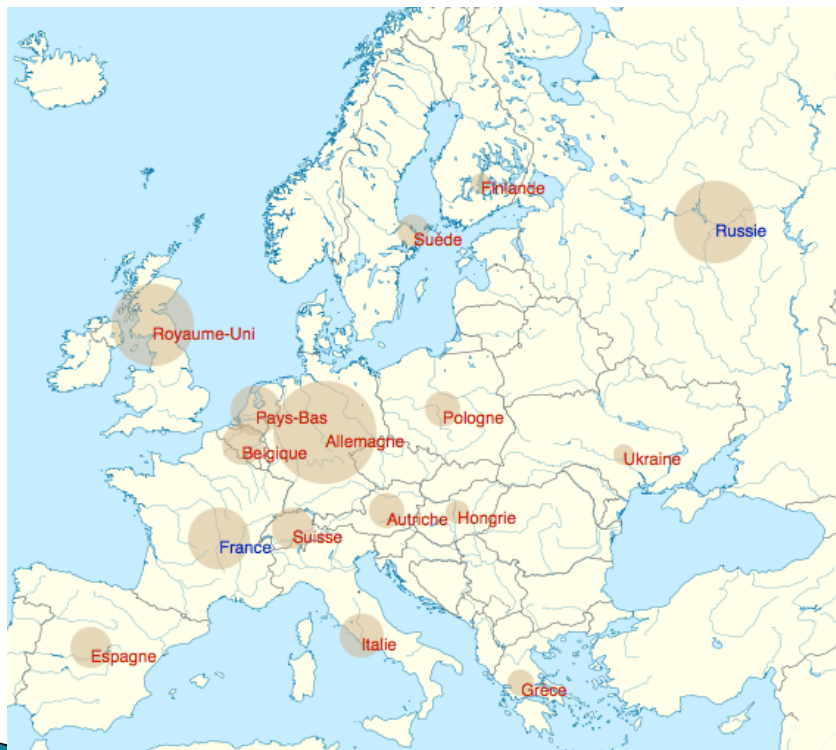 Finlande
Russie
Suède
Royaume-Uni
Pays-Bas
Pologne
Allemagne
Belgique
Ukraine
Autriche
Hongrie
Suisse
France
Italie
Espagne
Grèce